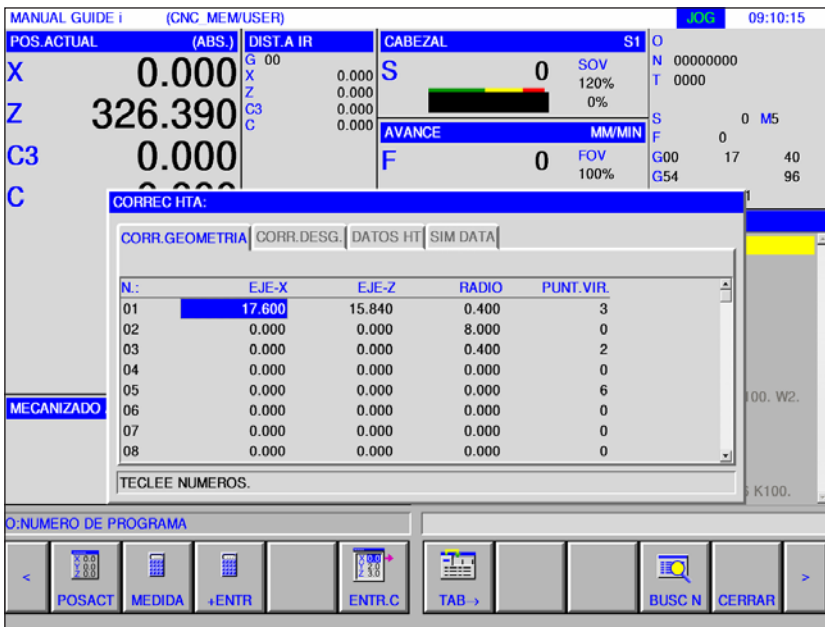 MANUAL GUIDE i (CNC_MEM/USER) JOG 09:10:15
POS.ACTUAL (ABS.) DIST.A IR CABEZAL S1 O
G 00 N 00000000
X 0.000 X 0.000 S 0 SOV 120% T 0000
Z 0.000 0%
Z 326.390 C3 0.000 S 0 M5
C 0.000 AVANCE MM/MIN F 0
C3 0.000 F 0 FOV 100% G00 17 40
G54 96
C
CORREC HTA:
CORR.GEOMETRIA CORR.DESG. DATOS HT SIM DATA
N.: EJE-X EJE-Z RADIO PUNT.VIR.
01 17.600 15.840 0.400 3
02 0.000 0.000 8.000 0
03 0.000 0.000 0.400 2
04 0.000 0.000 0.000 0
05 0.000 0.000 0.000 6
100. W2.
MECANIZADO
06 0.000 0.000 0.000 0
07 0.000 0.000 0.000 0
08 0.000 0.000 0.000 0
TECLEE NUMEROS.
K100.
O:NUMERO DE PROGRAMA
< POSACT MEDIDA +ENTR ENTR.C TAB→ BUSC N CERRAR >